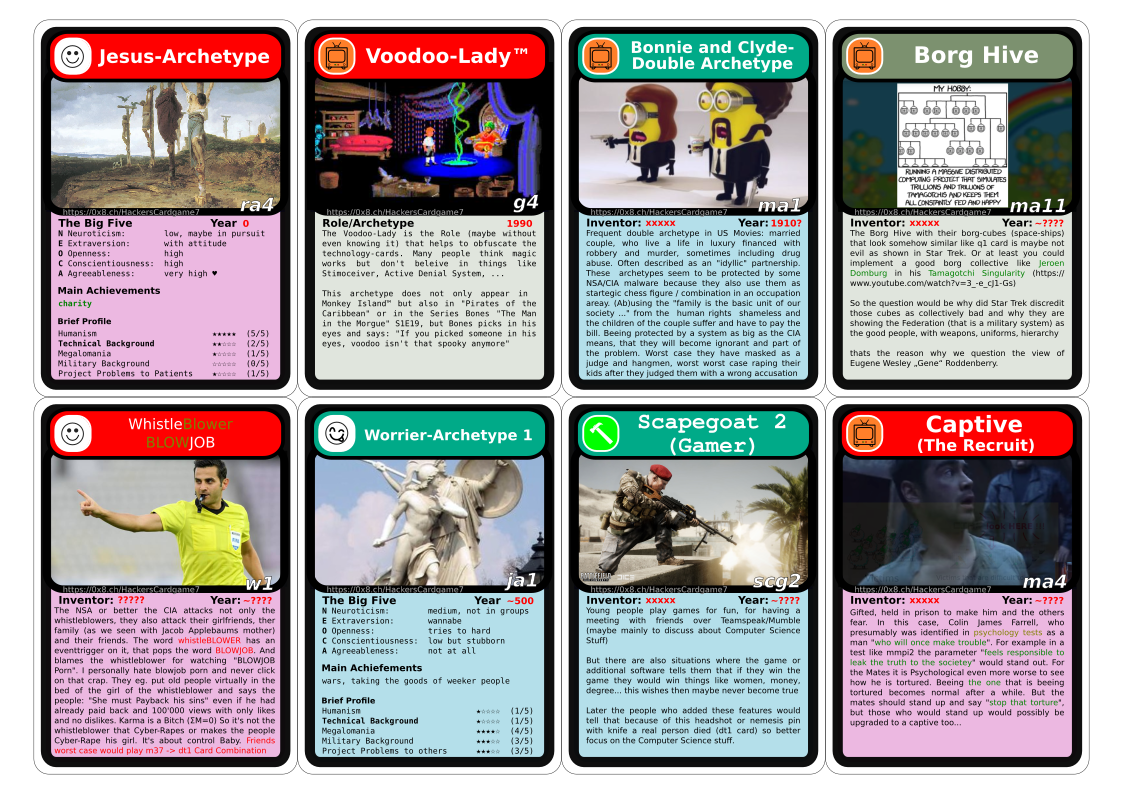 Jesus-Archetype
ra4
https://0x8.ch/HackersCardgame7
The Big Five Year 0
N Neuroticism: low, maybe in pursuit
E Extraversion: with attitude
O Openness: high
C Conscientiousness: high
A Agreeableness: very high ♥
Main Achievements
charity
Brief Profile
Humanism ★★★★★ (5/5)
Technical Background ★★☆☆☆ (2/5)
Megalomania ★☆☆☆☆ (1/5)
Military Background ☆☆☆☆☆ (0/5)
Project Problems to Patients ★☆☆☆☆ (1/5)
Voodoo-Lady™
g4
https://0x8.ch/HackersCardgame7
Role/Archetype 1990
The Voodoo-Lady is the Role (maybe without
even knowing it) that helps to obfuscate the
technology-cards. Many people think magic
works but don't beleive in things like
Stimoceiver, Active Denial System, ...
This archetype does not only appear in
Monkey Island™ but also in "Pirates of the
Caribbean" or in the Series Bones "The Man
in the Morgue" S1E19, but Bones picks in his
eyes and says: "If you picked someone in his
eyes, voodoo isn't that spooky anymore"
Bonnie and Clyde-
Double Archetype
ma1
https://0x8.ch/HackersCardgame7
Inventor: xxxxx Year: 1910?
Frequent double archetype in US Movies: married
couple, who live a life in luxury financed with
robbery and murder, sometimes including drug
abuse. Often described as an "idyllic" partnership.
These archetypes seem to be protected by some
NSA/CIA malware because they also use them as
startegic chess figure / combination in an occupation
area. (Ab)using the "family is the basic unit of our
society ..." from the human rights shameless and
the children of the couple suffer and have to pay the
bill. Beeing protected by a system as big as the CIA
means, that they will become ignorant and part of
the problem. Worst case they have masked as a
judge and hangmen, worst worst case raping their
kids after they judged them with a wrong accusation
Borg Hive
MY HOBBY:
RUNNING A MASSIVE DISTRIBUTED
COMPUTING PROJECT THAT SIMULATES
TRILLIONS AND TRILLIONS OF
TAMAGOTCHIS AND KEEPS THEM
ALL CONSTANTLY FED AND HAPPY
ma11
https://0x8.ch/HackersCardgame7
Inventor: xxxxx Year: ~????
The Borg Hive with their borg-cubes (space-ships)
that look somehow similar like q1 card is maybe not
evil as shown in Star Trek. Or at least you could
implement a good borg collective like Jeroen
Domburg in his Tamagotchi Singularity (https://
www.youtube.com/watch?v=3_-e_cJ1-Gs)
So the question would be why did Star Trek discredit
those cubes as collectively bad and why they are
showing the Federation (that is a military system) as
the good people, with weapons, uniforms, hierarchy
thats the reason why we question the view of
Eugene Wesley „Gene" Roddenberry.
WhistleBlower
BLOWJOB
w1
https://0x8.ch/HackersCardgame7
Inventor: ????? Year: ~????
The NSA or better the CIA attacks not only the
whistleblowers, they also attack their girlfriends, ther
family (as we seen with Jacob Applebaums mother)
and their friends. The word whistleBLOWER has an
eventtrigger on it, that pops the word BLOWJOB. And
blames the whistleblower for watching "BLOWJOB
Porn". I personally hate blowjob porn and never click
on that crap. They eg. put old people virtually in the
bed of the girl of the whistleblower and says the
people: "She must Payback his sins" even if he had
already paid back and 100'000 views with only likes
and no dislikes. Karma is a Bitch (ΣM=0) So it's not the
whistleblower that Cyber-Rapes or makes the people
Cyber-Rape his girl. It's about control Baby. Friends
worst case would play m37 -> dt1 Card Combination
Worrier-Archetype 1
ja1
https://0x8.ch/HackersCardgame7
The Big Five Year ~500
N Neuroticism: medium, not in groups
E Extraversion: wannabe
O Openness: tries to hard
C Conscientiousness: low but stubborn
A Agreeableness: not at all
Main Achiefements
wars, taking the goods of weeker people
Brief Profile
Humanism ★☆☆☆☆ (1/5)
Technical Background ★☆☆☆☆ (1/5)
Megalomania ★★★★☆ (4/5)
Military Background ★★★☆☆ (3/5)
Project Problems to others ★★★☆☆ (3/5)
Scapegoat 2
(Gamer)
scg2
https://0x8.ch/HackersCardgame7
Inventor: xxxxx Year: ~????
Young people play games for fun, for having a
meeting with friends over Teamspeak/Mumble
(maybe mainly to discuss about Computer Science
Stuff)
But there are also situations where the game or
additional software tells them that if they win the
game they would win things like women, money,
degree... this wishes then maybe never become true
Later the people who added these features would
tell that because of this headshot or nemesis pin
with knife a real person died (dt1 card) so better
focus on the Computer Science stuff.
Captive
(The Recruit)
ma4
https://0x8.ch/HackersCardgame7
Inventor: xxxxx Year: ~????
Gifted, held in prison to make him and the others
fear. In this case, Colin James Farrell, who
presumably was identified in psychology tests as a
man "who will once make trouble". For example in a
test like mmpi2 the parameter "feels responsible to
leak the truth to the societey" would stand out. For
the Mates it is Psychological even more worse to see
how he is tortured. Beeing the one that is beeing
tortured becomes normal after a while. But the
mates should stand up and say "stop that torture",
but those who would stand up would possibly be
upgraded to a captive too...